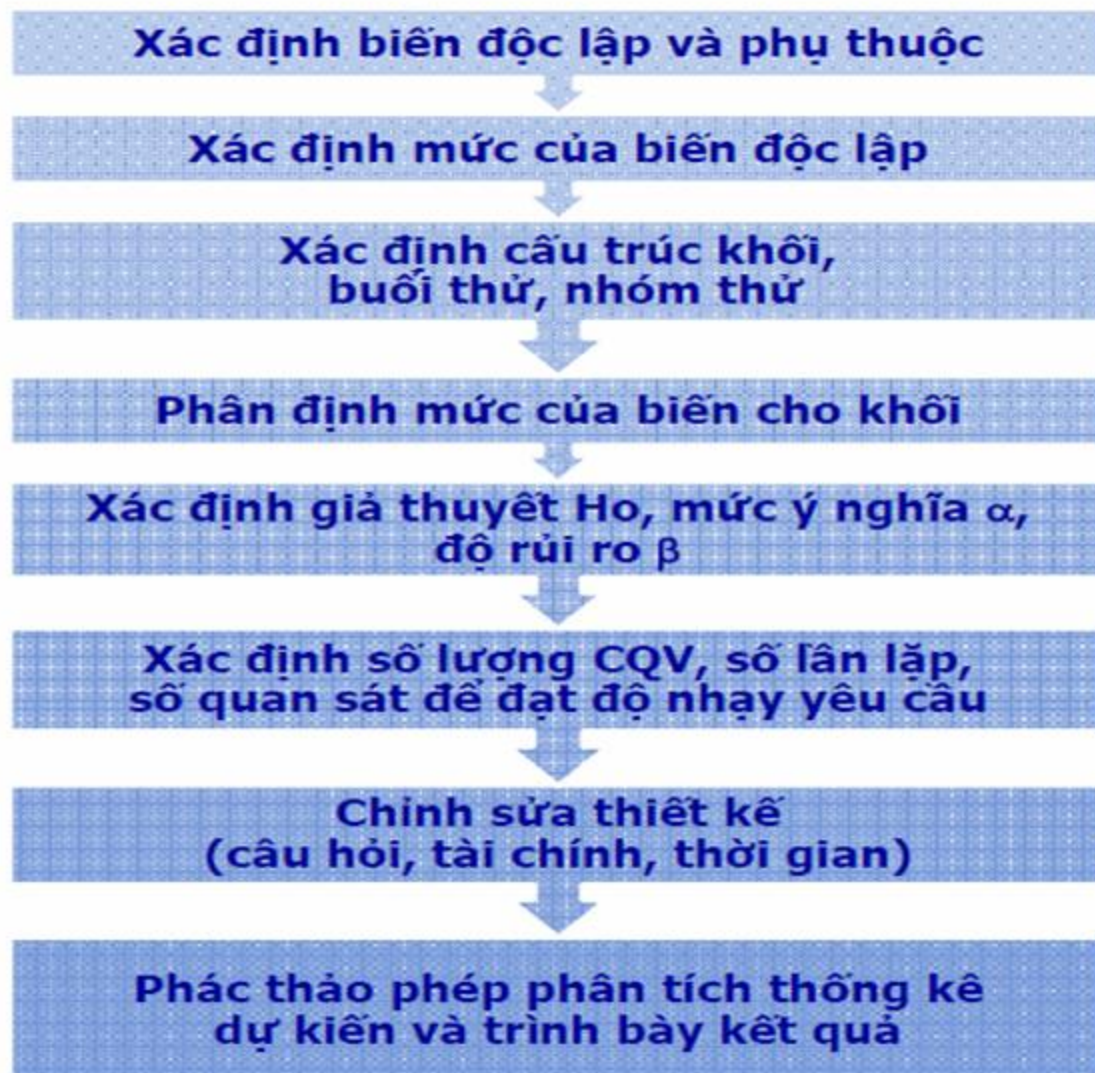 Xác định biến độc lập và phụ thuộc
Xác định mức của biến độc lập
Xác định cấu trúc khối,
buổi thử, nhóm thử
Phân định mức của biến cho khối
Xác định giả thuyết Ho, mức ý nghĩa α,
độ rủi ro β
Xác định số lượng CQV, số lần lặp,
số quan sát để đạt độ nhạy yêu cầu
Chỉnh sửa thiết kế
(câu hỏi, tài chính, thời gian)
Phác thảo phép phân tích thống kê
dự kiến và trình bày kết quả